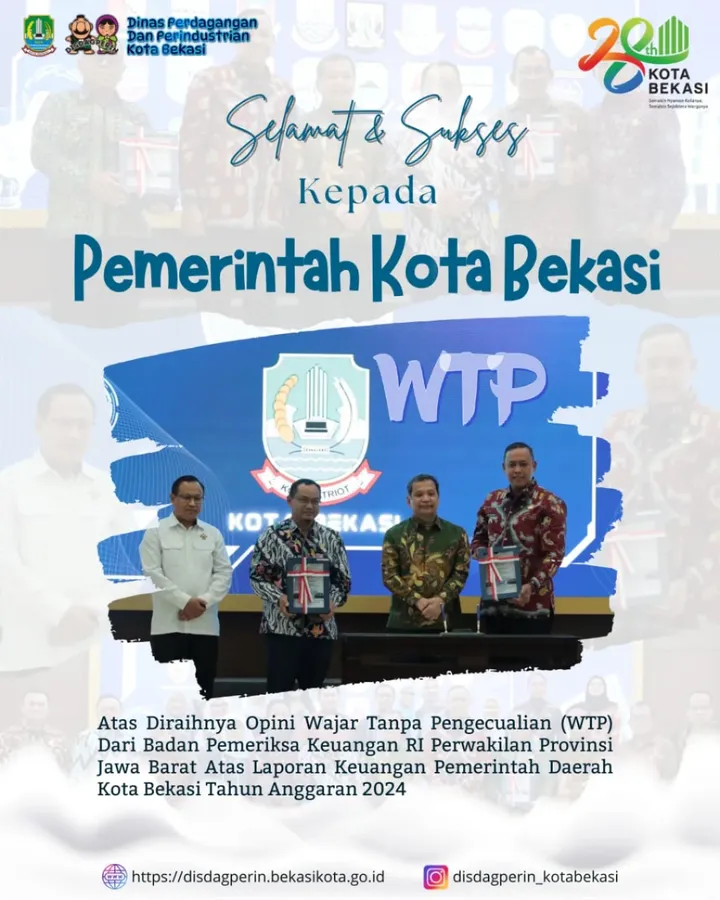 Dinas Perdagangan
Dan Perindustrian
Kota Bekasi
28th
KOTA
BEKASI
Selamat & Sukses
Kepada
Pemerintah Kota Bekasi
WTP
KOTA BEKASI
Atas Diraihnya Opini Wajar Tanpa Pengecualian (WTP)
Dari Badan Pemeriksa Keuangan RI Perwakilan Provinsi
Jawa Barat Atas Laporan Keuangan Pemerintah Daerah
Kota Bekasi Tahun Anggaran 2024
https://disdagperin.bekasikota.go.id
disdagperin_kotabekasi